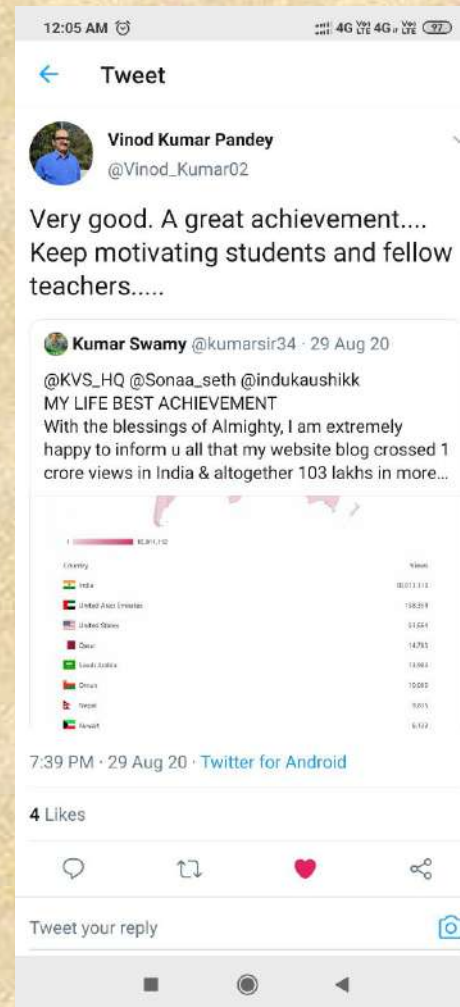 12:05 AM
4G 4G 97
Tweet
Vinod Kumar Pandey
@Vinod_Kumar02
Very good. A great achievement....
Keep motivating students and fellow
teachers.....
Kumar Swamy @kumarsir34 · 29 Aug 20
@KVS_HQ @Sonaa_seth @indukaushikk
MY LIFE BEST ACHIEVEMENT
With the blessings of Almighty, I am extremely
happy to inform u all that my website blog crossed 1
crore views in India & altogether 103 lakhs in more...
Country Views
India
United Arab Emirates
United States
Qatar
Saudi Arabia
Oman
Nepal
Kuwait
7:39 PM · 29 Aug 20 · Twitter for Android
4 Likes
Tweet your reply